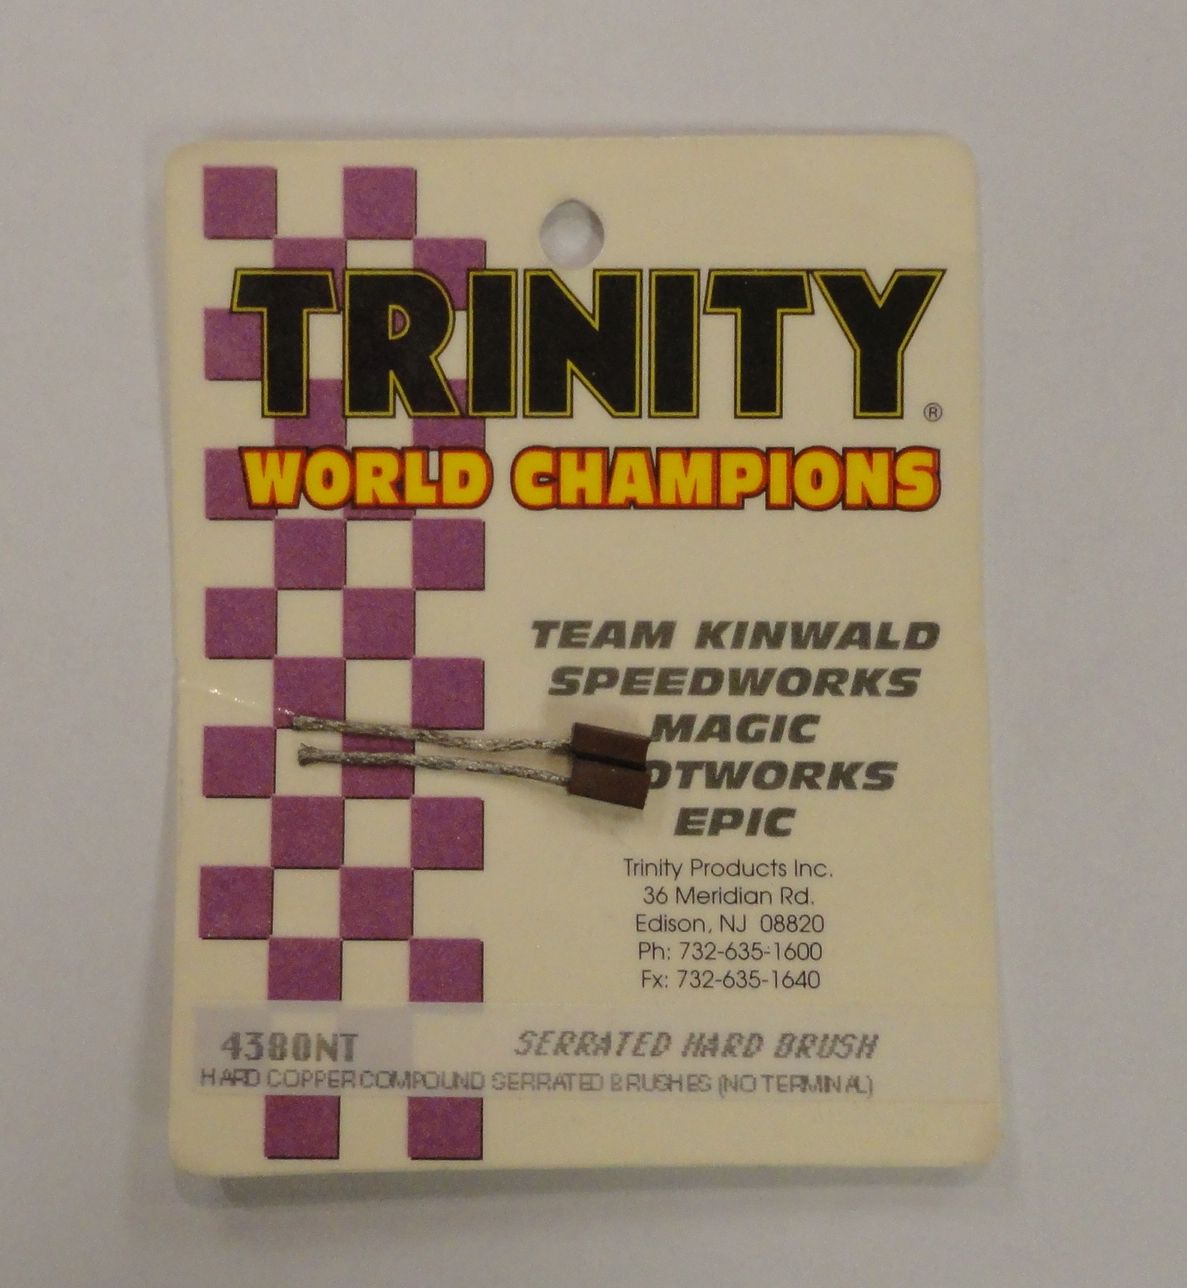 TRINITY®
WORLD CHAMPIONS
TEAM KINWALD
SPEEDWORKS
MAGIC
OTWORKS
EPIC
Trinity Products Inc.
36 Meridian Rd.
Edison, NJ 08820
Ph: 732-635-1600
Fx: 732-635-1640
4380NT SERRATED HARD BRUSH
HARD COPPER COMPOUND SERRATED BRUSHES (NO TERMINAL)